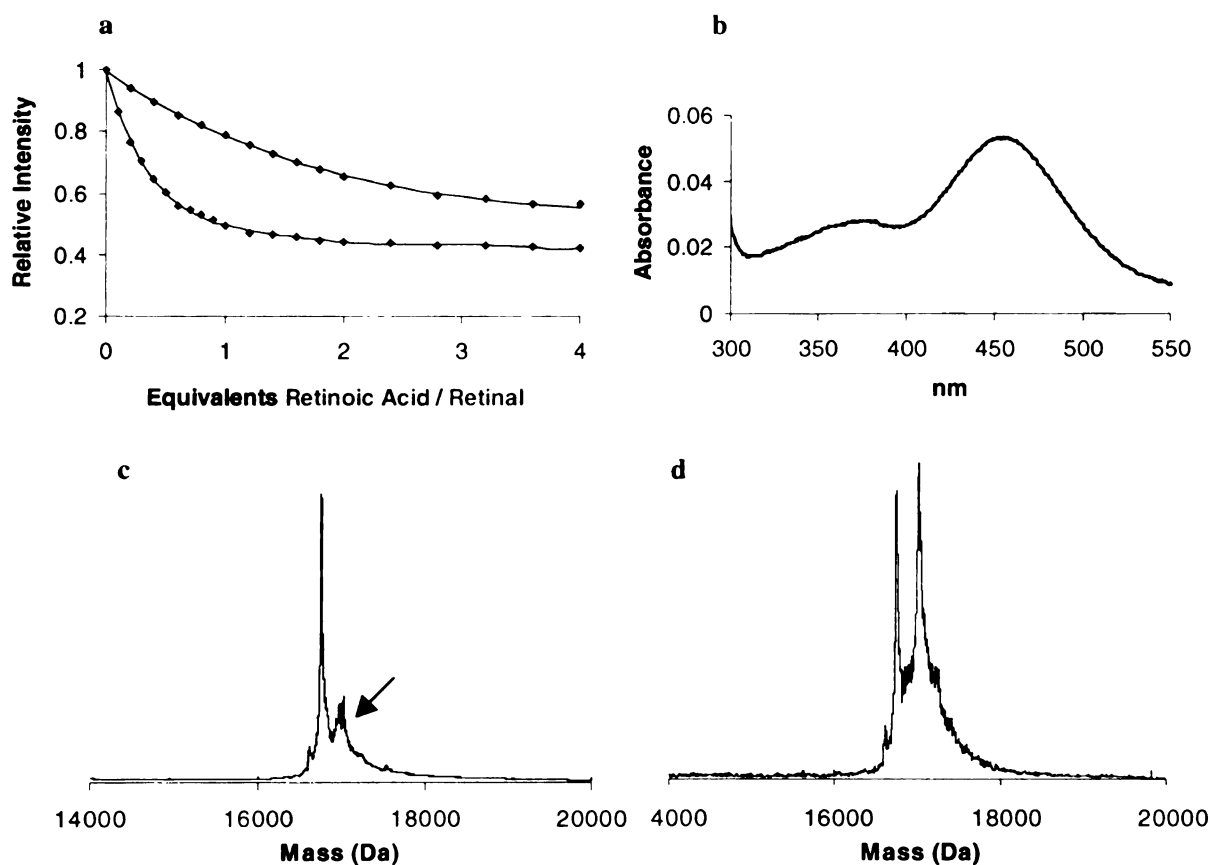 a
1
0.8
0.6
0.4
0.2
Relative Intensity
0 1 2 3 4
Equivalents Retinoic Acid / Retinal
b
0.06
0.04
0.02
0
Absorbance
300 350 400 450 500 550
nm
c
14000 16000 18000 20000
Mass (Da)
d
4000 16000 18000 20000
Mass (Da)